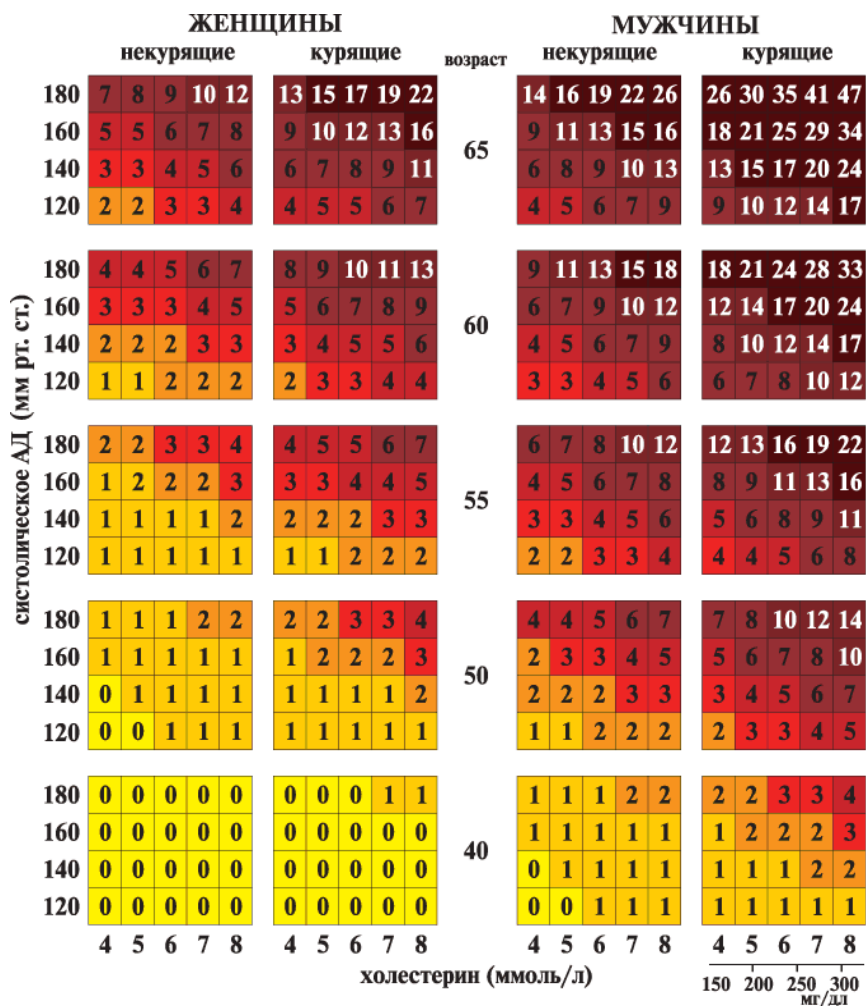 ЖЕНЩИНЫ МУЖЧИНЫ
некурящие курящие возраст некурящие курящие
180 7 8 9 10 12 13 15 17 19 22 14 16 19 22 26 26 30 35 41 47
160 5 5 6 7 8 9 10 12 13 16 9 11 13 15 16 18 21 25 29 34
65
140 3 3 4 5 6 6 7 8 9 11 6 8 9 10 13 13 15 17 20 24
120 2 2 3 3 4 4 5 5 6 7 4 5 6 7 9 9 10 12 14 17
180 4 4 5 6 7 8 9 10 11 13 9 11 13 15 18 18 21 24 28 33
160 3 3 3 4 5 5 6 7 8 9 6 7 9 10 12 12 14 17 20 24
60
140 2 2 2 3 3 3 4 5 5 6 4 5 6 7 9 8 10 12 14 17
120 1 1 2 2 2 2 3 3 4 4 3 3 4 5 6 6 7 8 10 12
180 2 2 3 3 4 4 5 5 6 7 6 7 8 10 12 12 13 16 19 22
160 1 2 2 2 3 3 3 4 4 5 4 5 6 7 8 8 9 11 13 16
55
140 1 1 1 1 2 2 2 2 3 3 3 3 4 5 6 5 6 8 9 11
120 1 1 1 1 1 1 1 2 2 2 2 2 3 3 4 4 4 5 6 8
180 1 1 1 2 2 2 2 3 3 4 4 4 5 6 7 7 8 10 12 14
160 1 1 1 1 1 1 2 2 2 3 2 3 3 4 5 5 6 7 8 10
50
140 0 1 1 1 1 1 1 1 1 2 2 2 2 3 3 3 4 5 6 7
120 0 0 1 1 1 1 1 1 1 1 1 1 2 2 2 2 3 3 4 5
180 0 0 0 0 0 0 0 0 1 1 1 1 1 2 2 2 2 3 3 4
160 0 0 0 0 0 0 0 0 0 0 1 1 1 1 1 1 2 2 2 3
40
140 0 0 0 0 0 0 0 0 0 0 0 1 1 1 1 1 1 1 2 2
120 0 0 0 0 0 0 0 0 0 0 0 0 1 1 1 1 1 1 1 1
4 5 6 7 8 4 5 6 7 8 4 5 6 7 8 4 5 6 7 8
холестерин (ммоль/л)
150 200 250 300
мг/дл
систолическое АД (мм рт. ст.)